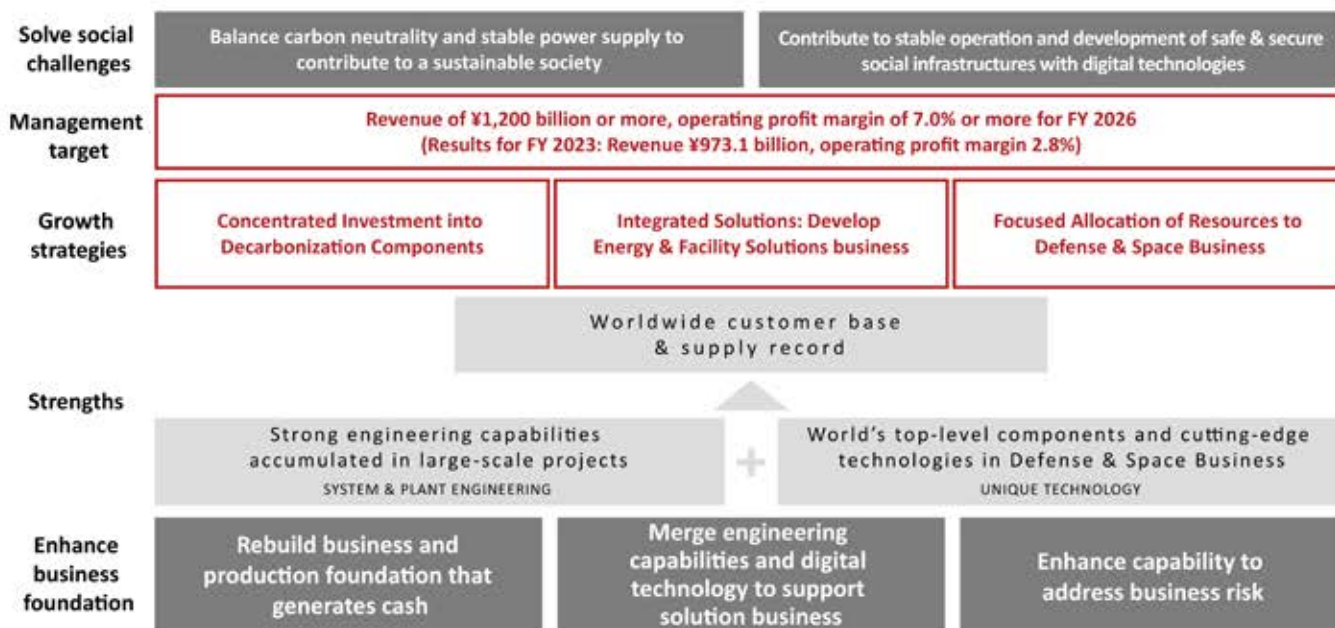 Solve social
challenges
Balance carbon neutrality and stable power supply to
contribute to a sustainable society
Contribute to stable operation and development of safe & secure
social infrastructures with digital technologies
Management
target
Revenue of ¥1,200 billion or more, operating profit margin of 7.0% or more for FY 2026
(Results for FY 2023: Revenue ¥973.1 billion, operating profit margin 2.8%)
Growth
strategies
Concentrated Investment into
Decarbonization Components
Integrated Solutions: Develop
Energy & Facility Solutions business
Focused Allocation of Resources to
Defense & Space Business
Strengths
Worldwide customer base
& supply record
Strong engineering capabilities
accumulated in large-scale projects
SYSTEM & PLANT ENGINEERING
+
World's top-level components and cutting-edge
technologies in Defense & Space Business
UNIQUE TECHNOLOGY
Enhance
business
foundation
Rebuild business and
production foundation that
generates cash
Merge engineering
capabilities and digital
technology to support
solution business
Enhance capability to
address business risk